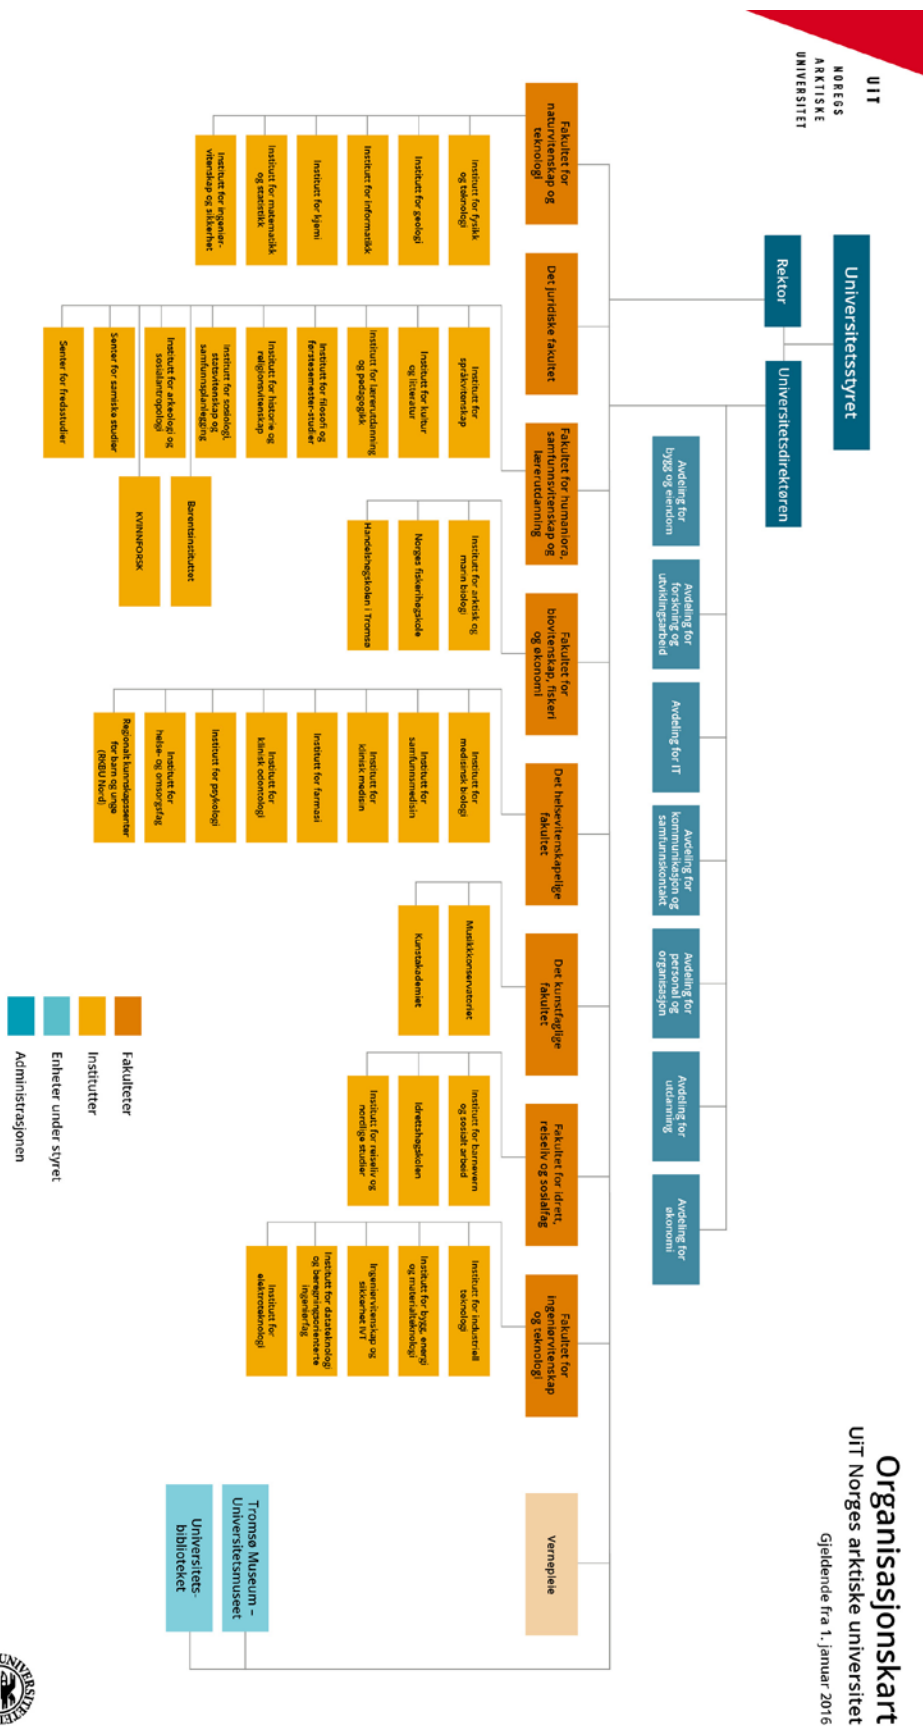 UiT
NOREGS
ARKTISKE
UNIVERSITET
Organisasjonskart
UiT Norges arktiske universitet
Gjeldende fra 1. januar 2016
Universitetsstyret
Rektor
Universitetsdirektøren
Avdeling for
bygg og eiendom
Avdeling for
forskning og
utviklingsarbeid
Avdeling for IT
Avdeling for
kommunikasjon og
samfunnskontakt
Avdeling for
personal og
organisasjon
Avdeling for
utdanning
Avdeling for
økonomi
Fakultet for
naturvitenskap og
teknologi
Institutt for fysikk
og teknologi
Institutt for geologi
Institutt for informatikk
Institutt for kjemi
Institutt for matematikk
og statistikk
Institutt for ingeniør-
vitenskap og sikkerhet
Det juridiske fakultet
Fakultet for humaniora,
samfunnsvitenskap og
lærerutdanning
Institutt for
språkvitenskap
Institutt for kultur
og litteratur
Institutt for lærerutdanning
og pedagogikk
Institutt for filosofi og
førstesemester-studier
Institutt for historie og
religionsvitenskap
Institutt for sosiologi,
statsvitenskap og
samfunnsplanlegging
Institutt for arkeologi og
sosialantropologi
Senter for samiske studier
Senter for fredsstudier
Barentsinstituttet
KVINNFORSK
Fakultet for
biovitenskap, fiskeri
og økonomi
Institutt for arktisk og
marin biologi
Norges fiskerihøgskole
Handelshøgskolen i Tromsø
Det helsevitenskapelige
fakultet
Institutt for
medisinsk biologi
Institutt for
samfunnsmedisin
Institutt for
klinisk medisin
Institutt for farmasi
Institutt for
klinisk odontologi
Institutt for psykologi
Institutt for
helse- og omsorgsfag
Regionalt kunnskapssenter
for barn og unge
(RKBU Nord)
Det kunstfaglige
fakultet
Musikkonservatoriet
Kunstakademiet
Fakultet for idrett,
reiseliv og sosialfag
Institutt for barnevern
og sosialt arbeid
Idrettshøgskolen
Institutt for reiseliv og
nordlige studier
Fakultet for
ingeniørvitenskap
og teknologi
Institutt for industriell
teknologi
Institutt for bygg, energi
og materialteknologi
Ingeniørvitenskap og
sikkerhet IVT
Institutt for datateknologi
og beregningsorienterte
ingeniørfag
Institutt for
elektroteknologi
Vernepleie
Tromsø Museum –
Universitetsmuseet
Universitets-
biblioteket
Fakulteter
Institutter
Enheter under styret
Administrasjonen